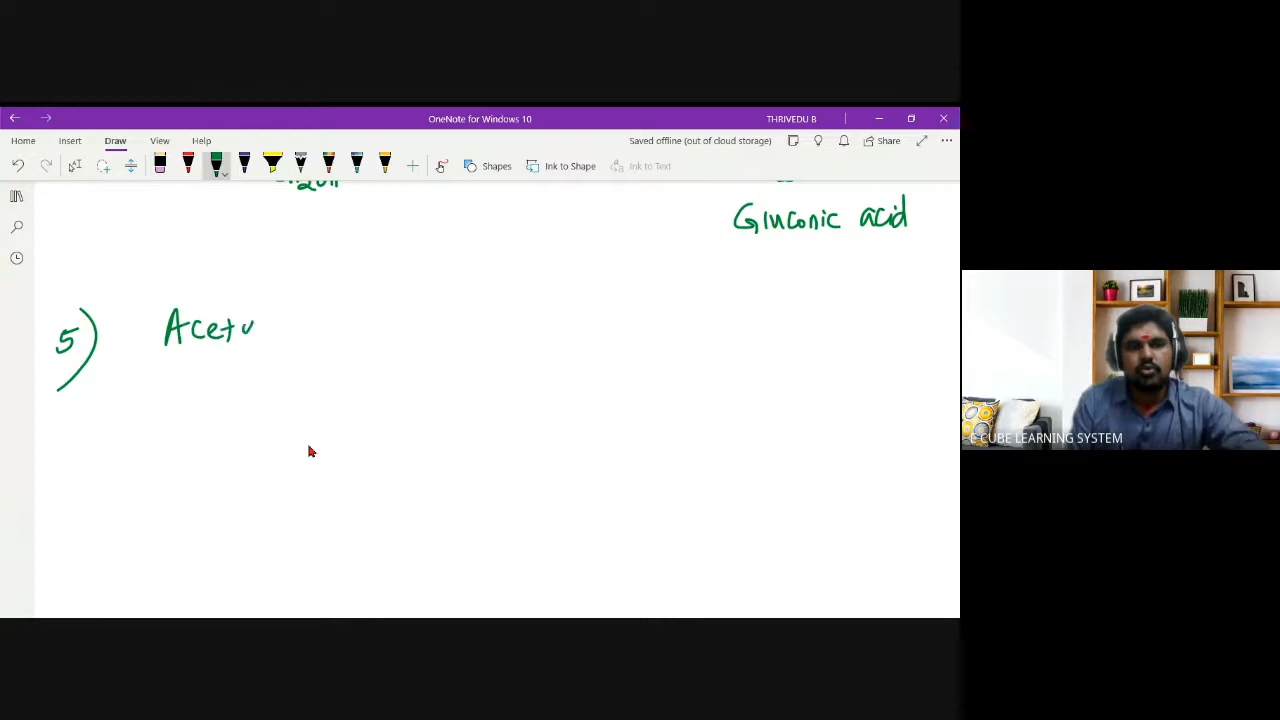 OneNote for Windows 10
THRIVEDU B
Home Insert Draw View Help
Saved offline (out of cloud storage)
Share
Shapes
Ink to Shape
Ink to Text
Gluconic acid
5) Acety
C CUBE LEARNING SYSTEM